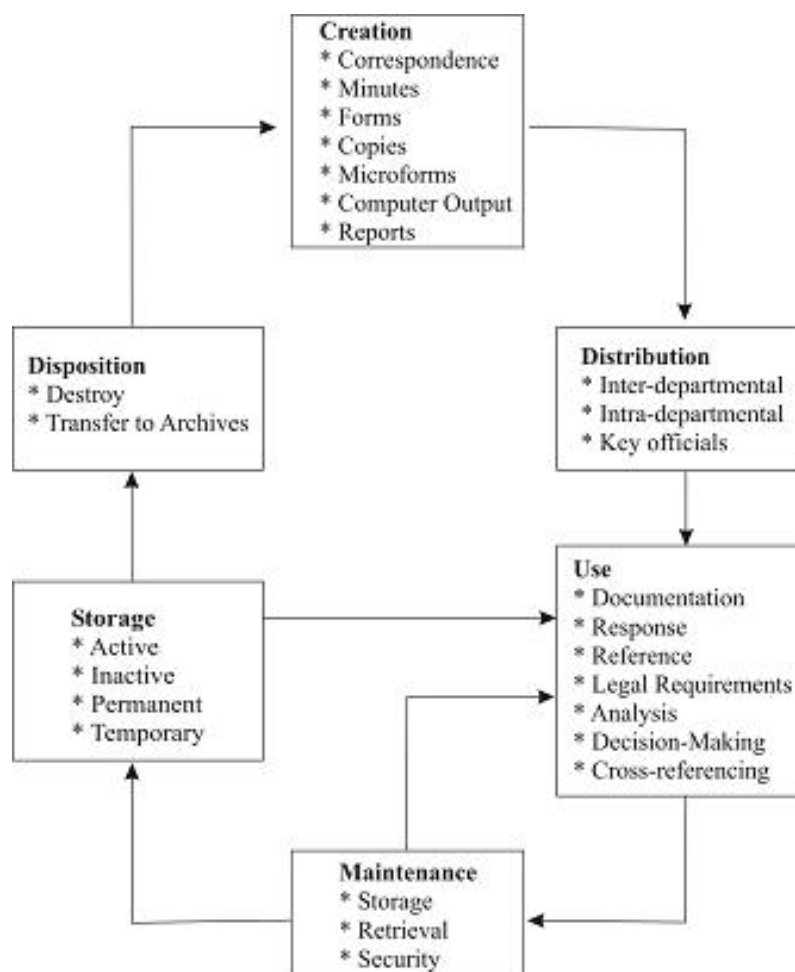 Creation
* Correspondence
* Minutes
* Forms
* Copies
* Microforms
* Computer Output
* Reports
Disposition
* Destroy
* Transfer to Archives
Distribution
* Inter-departmental
* Intra-departmental
* Key officials
Storage
* Active
* Inactive
* Permanent
* Temporary
Use
* Documentation
* Response
* Reference
* Legal Requirements
* Analysis
* Decision-Making
* Cross-referencing
Maintenance
* Storage
* Retrieval
* Security